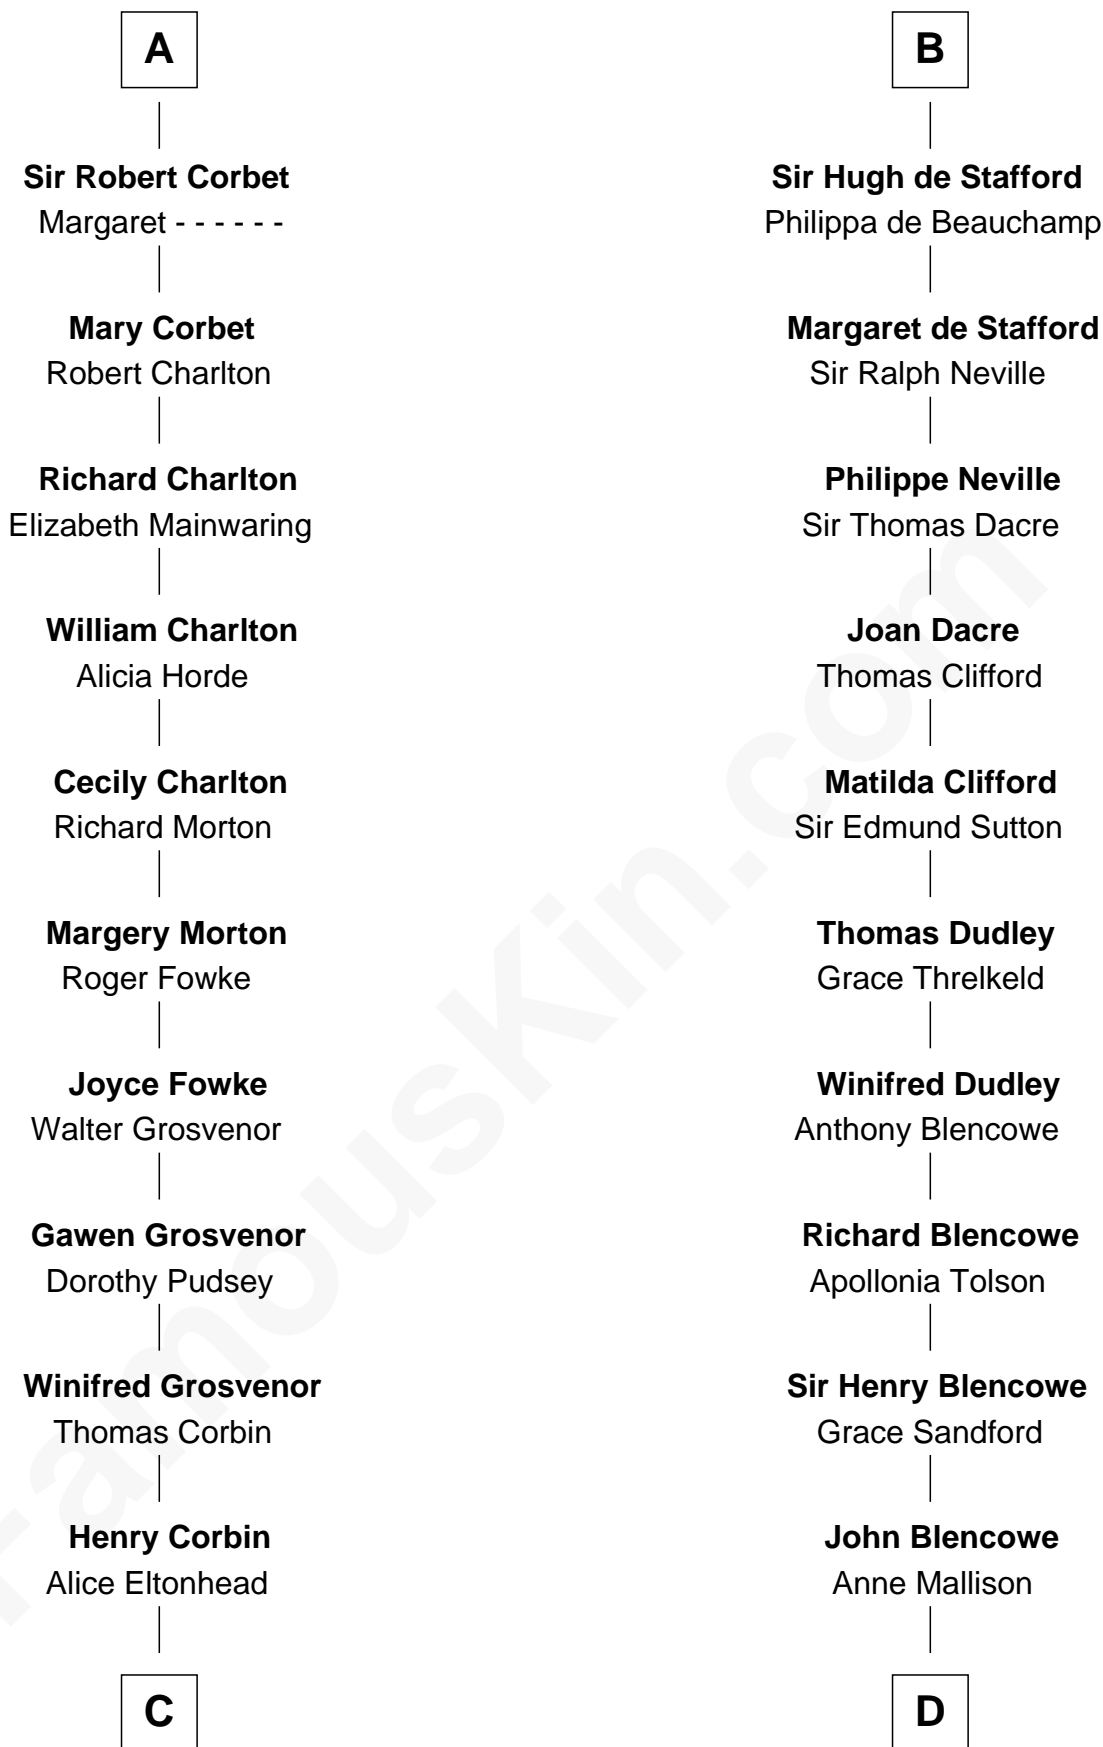 A
Sir Robert Corbet
Margaret - - - - - -
Mary Corbet
Robert Charlton
Richard Charlton
Elizabeth Mainwaring
William Charlton
Alicia Horde
Cecily Charlton
Richard Morton
Margery Morton
Roger Fowke
Joyce Fowke
Walter Grosvenor
Gawen Grosvenor
Dorothy Pudsey
Winifred Grosvenor
Thomas Corbin
Henry Corbin
Alice Eltonhead
C
B
Sir Hugh de Stafford
Philippa de Beauchamp
Margaret de Stafford
Sir Ralph Neville
Philippe Neville
Sir Thomas Dacre
Joan Dacre
Thomas Clifford
Matilda Clifford
Sir Edmund Sutton
Thomas Dudley
Grace Threlkeld
Winifred Dudley
Anthony Blencowe
Richard Blencowe
Apollonia Tolson
Sir Henry Blencowe
Grace Sandford
John Blencowe
Anne Mallison
D
FamousKin.com